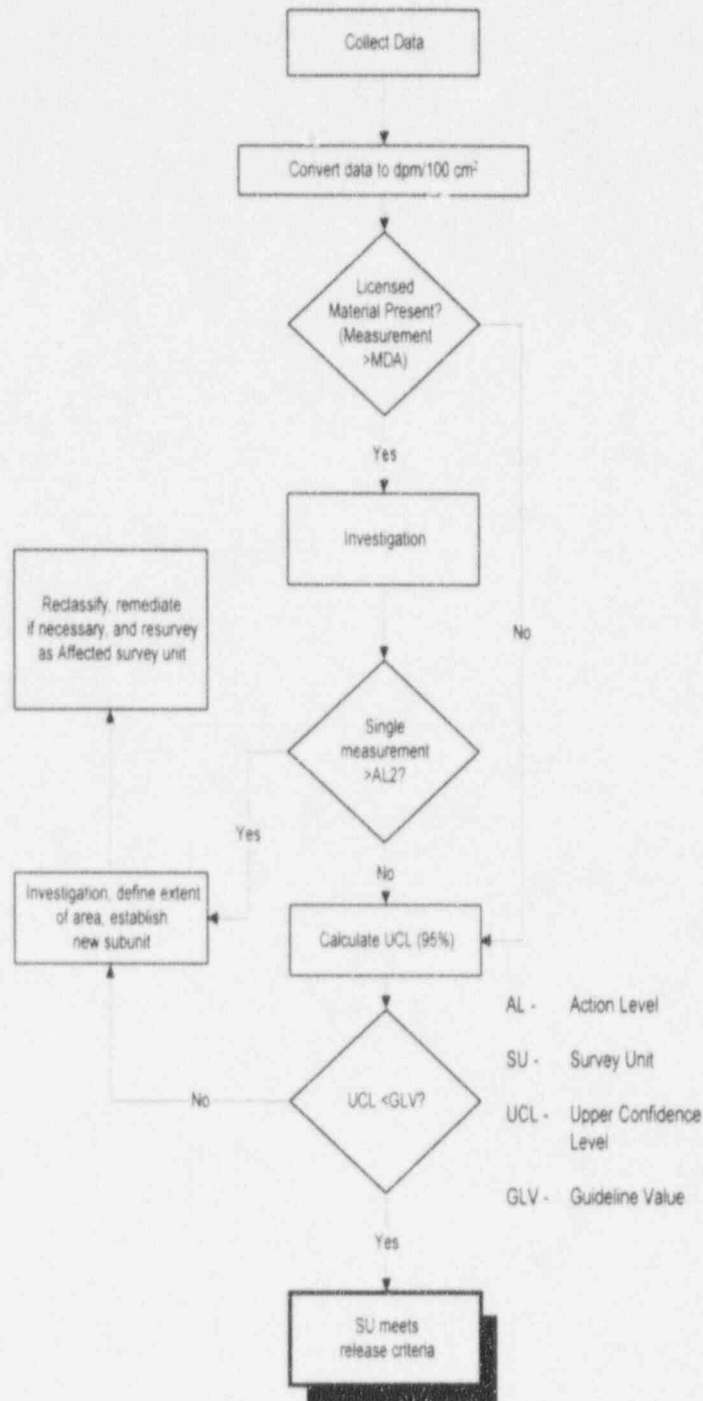 Collect Data
Convert data to dpm/100 cm²
Licensed
Material Present?
(Measurement
>MDA)
Yes
Investigation
Reclassify, remediate
if necessary, and resurvey
as Affected survey unit
No
Single
measurement
>AL2?
Yes
No
Investigation, define extent
of area, establish
new subunit
Calculate UCL (95%)
AL - Action Level
SU - Survey Unit
UCL - Upper Confidence
Level
GLV - Guideline Value
UCL <GLV?
No
Yes
SU meets
release criteria